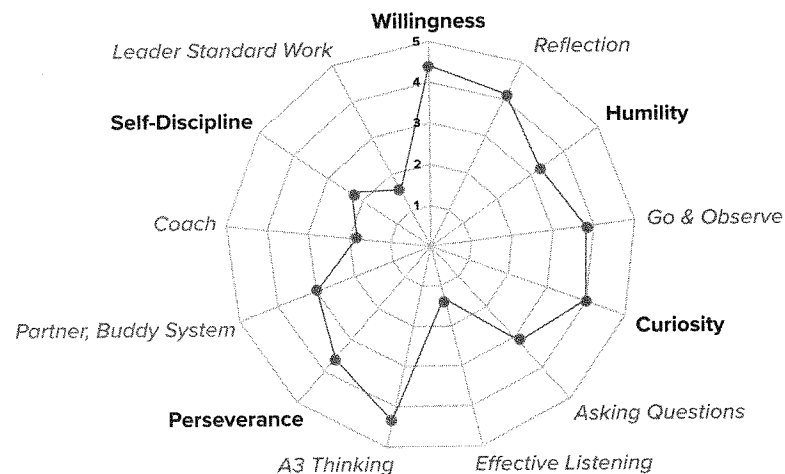 Willingness
5
Leader Standard Work
Reflection
4
Self-Discipline
3
Humility
2
1
Coach
Go & Observe
Partner, Buddy System
Curiosity
Perseverance
Asking Questions
A3 Thinking
Effective Listening